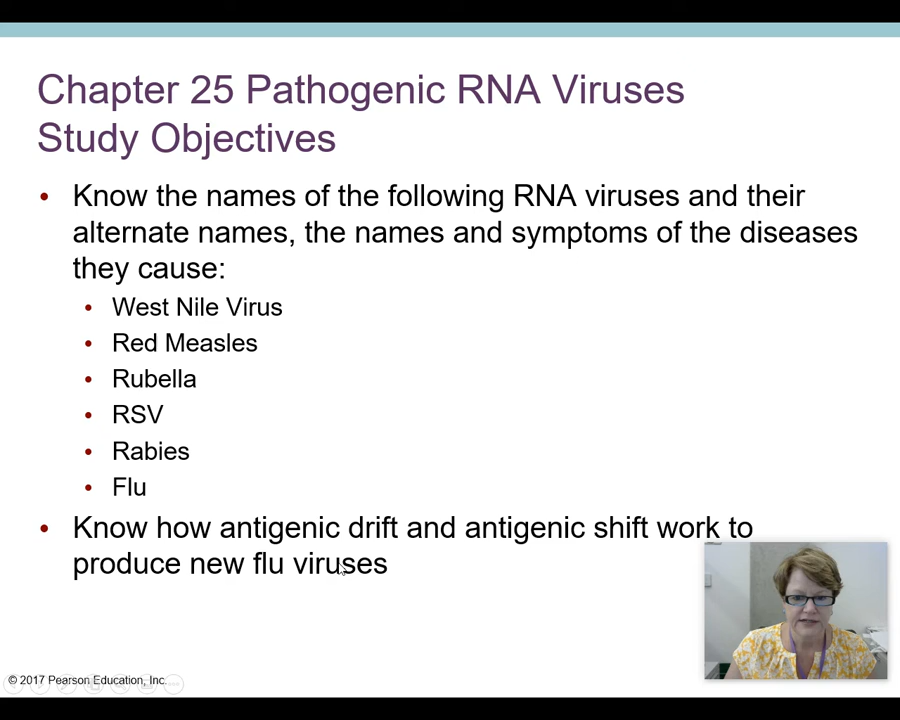 Chapter 25 Pathogenic RNA Viruses
Study Objectives
• Know the names of the following RNA viruses and their
alternate names, the names and symptoms of the diseases
they cause:
• West Nile Virus
• Red Measles
• Rubella
• RSV
• Rabies
• Flu
• Know how antigenic drift and antigenic shift work to
produce new flu viruses
© 2017 Pearson Education, Inc.